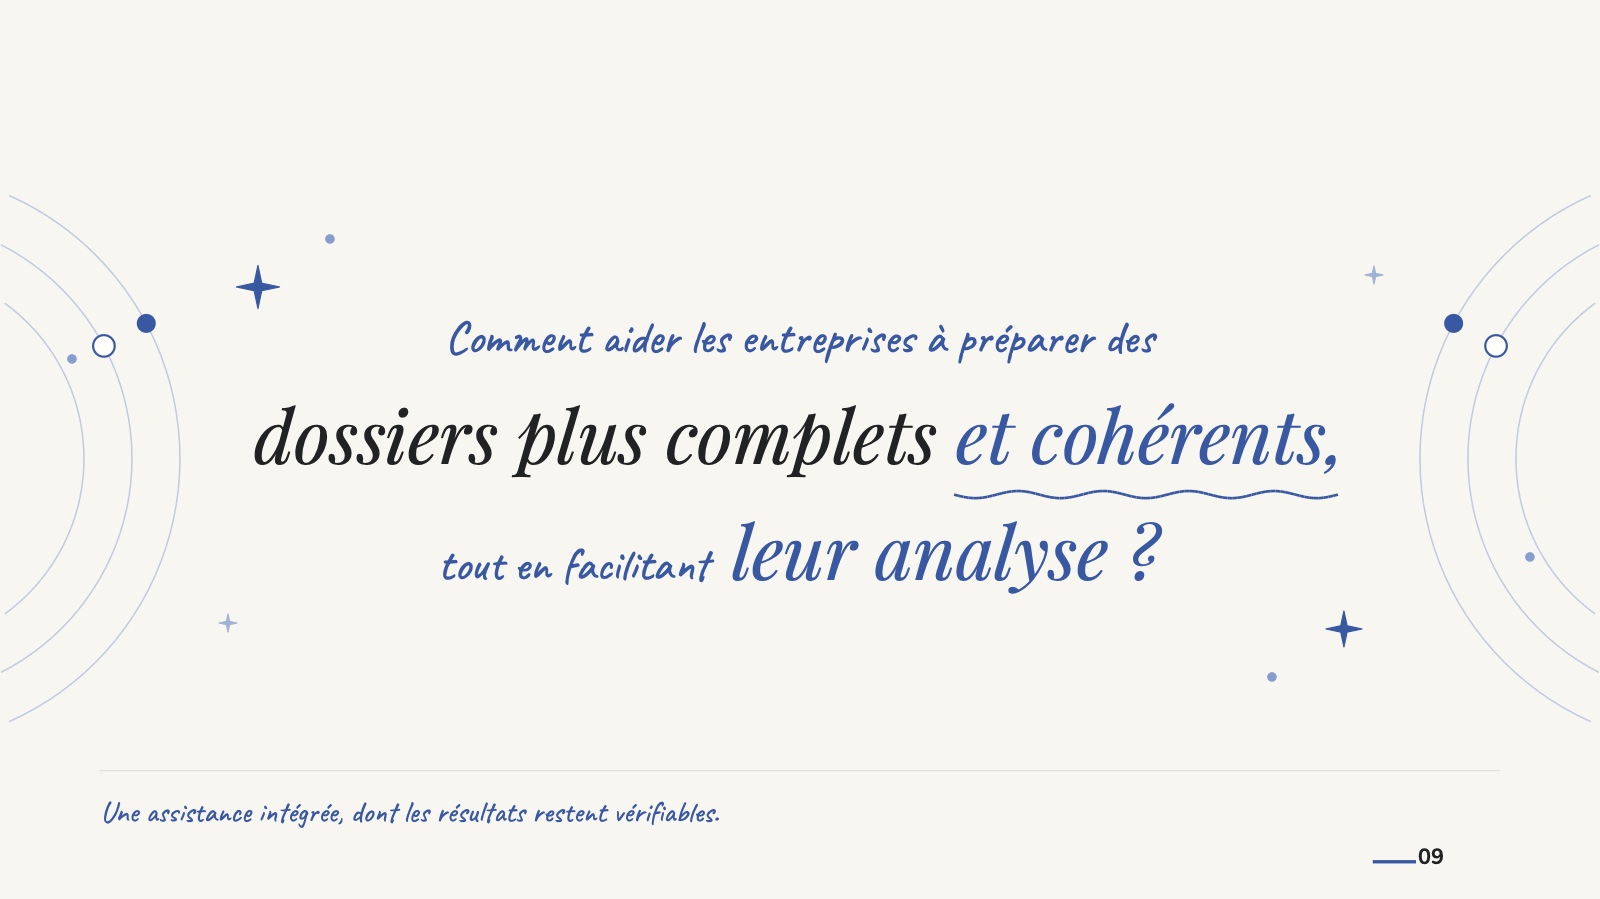 Comment aider les entreprises à préparer des
dossiers plus complets et cohérents,
tout en facilitant leur analyse ?
Une assistance intégrée, dont les résultats restent vérifiables.
09